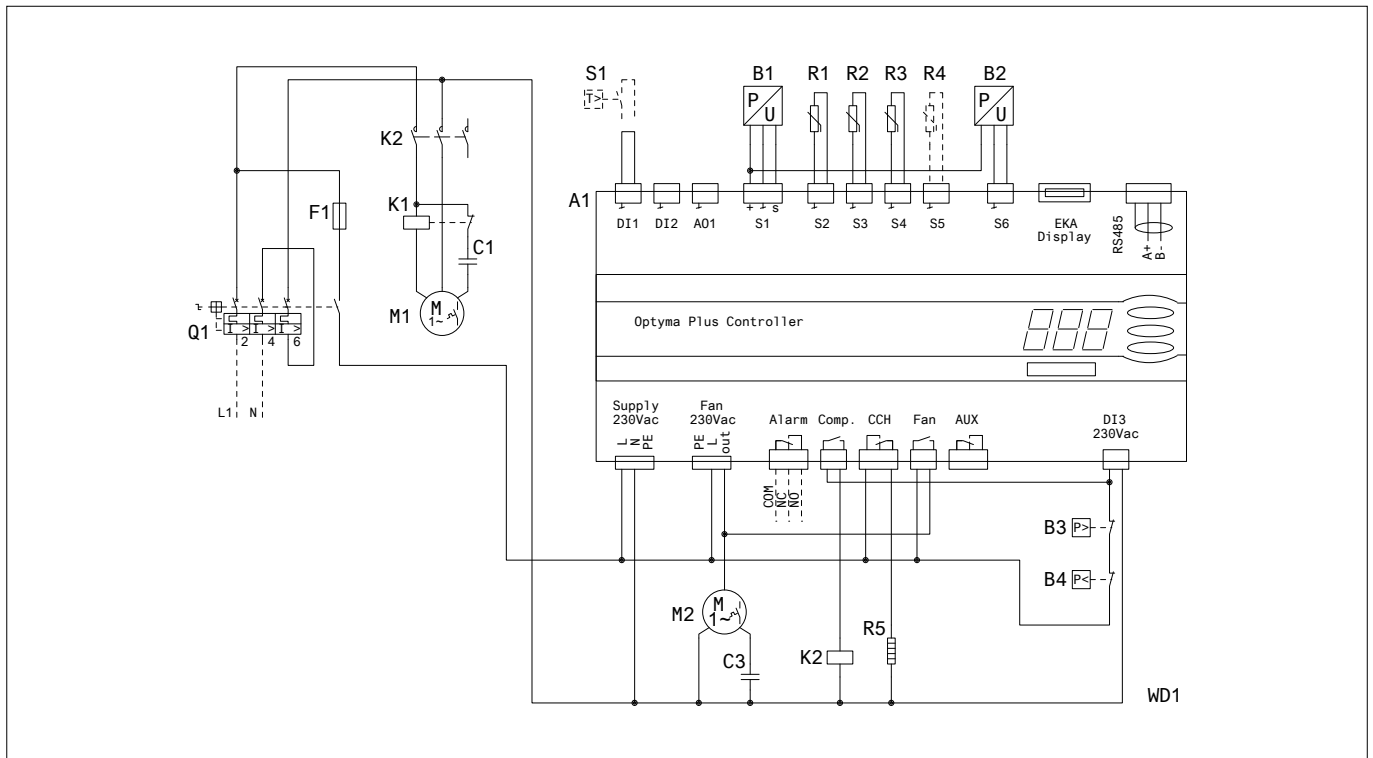 S1 B1 R1 R2 R3 R4 B2
T> P U P U
K2
A1
K1
F1
+ - s
DI1 DI2 AO1 S1 S2 S3 S4 S5 S6 EKA Display RS485 A+ B-
C1
M1 M 1~
Optyma Plus Controller
Q1 I > I > I >
2 4 6
L1 N
Supply 230Vac Fan 230Vac Alarm Comp. CCH Fan AUX DI3 230Vac
L N PE PE L out
COM NC NO
B3 P>
B4 P<
M2 M 1~
R5
C3 K2
WD1